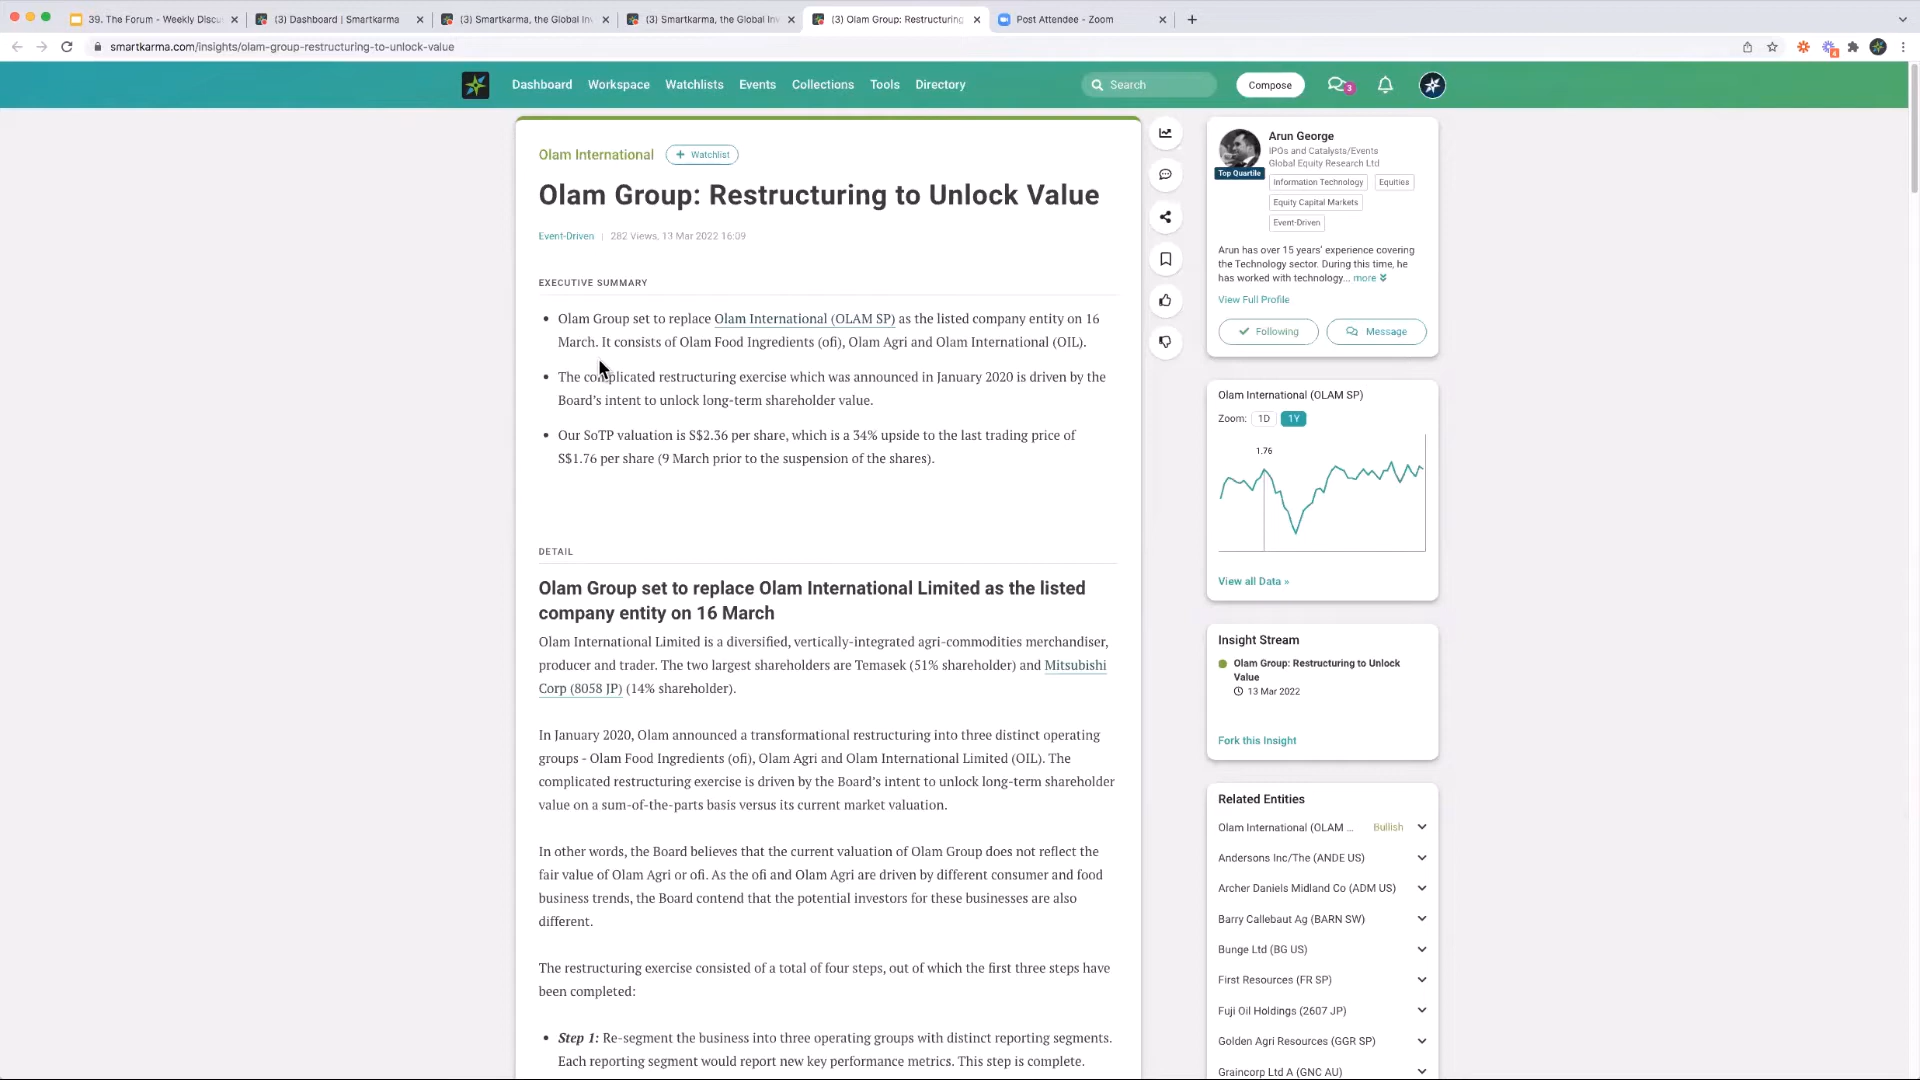 39. The Forum - Weekly Discu
(3) Dashboard | Smartkarma
(3) Smartkarma, the Global In
(3) Smartkarma, the Global In
(3) Olam Group: Restructuring
Post Attendee - Zoom
smartkarma.com/insights/olam-group-restructuring-to-unlock-value
Dashboard
Workspace
Watchlists
Events
Collections
Tools
Directory
Search
Compose
3
Olam International
+ Watchlist
Olam Group: Restructuring to Unlock Value
Event-Driven | 282 Views, 13 Mar 2022 16:09
EXECUTIVE SUMMARY
• Olam Group set to replace Olam International (OLAM SP) as the listed company entity on 16
March. It consists of Olam Food Ingredients (ofi), Olam Agri and Olam International (OIL).
• The complicated restructuring exercise which was announced in January 2020 is driven by the
Board's intent to unlock long-term shareholder value.
• Our SoTP valuation is S$2.36 per share, which is a 34% upside to the last trading price of
S$1.76 per share (9 March prior to the suspension of the shares).
DETAIL
Olam Group set to replace Olam International Limited as the listed
company entity on 16 March
Olam International Limited is a diversified, vertically-integrated agri-commodities merchandiser,
producer and trader. The two largest shareholders are Temasek (51% shareholder) and Mitsubishi
Corp (8058 JP) (14% shareholder).
In January 2020, Olam announced a transformational restructuring into three distinct operating
groups - Olam Food Ingredients (ofi), Olam Agri and Olam International Limited (OIL). The
complicated restructuring exercise is driven by the Board's intent to unlock long-term shareholder
value on a sum-of-the-parts basis versus its current market valuation.
In other words, the Board believes that the current valuation of Olam Group does not reflect the
fair value of Olam Agri or ofi. As the ofi and Olam Agri are driven by different consumer and food
business trends, the Board contend that the potential investors for these businesses are also
different.
The restructuring exercise consisted of a total of four steps, out of which the first three steps have
been completed:
• Step 1: Re-segment the business into three operating groups with distinct reporting segments.
Each reporting segment would report new key performance metrics. This step is complete.
Arun George
IPOs and Catalysts/Events
Global Equity Research Ltd
Top Quartile
Information Technology
Equities
Equity Capital Markets
Event-Driven
Arun has over 15 years' experience covering
the Technology sector. During this time, he
has worked with technology... more
View Full Profile
Following
Message
Olam International (OLAM SP)
Zoom: 1D 1Y
1.76
View all Data »
Insight Stream
Olam Group: Restructuring to Unlock
Value
13 Mar 2022
Fork this Insight
Related Entities
Olam International (OLAM ... Bullish
Andersons Inc/The (ANDE US)
Archer Daniels Midland Co (ADM US)
Barry Callebaut Ag (BARN SW)
Bunge Ltd (BG US)
First Resources (FR SP)
Fuji Oil Holdings (2607 JP)
Golden Agri Resources (GGR SP)
Graincorp Ltd A (GNC AU)